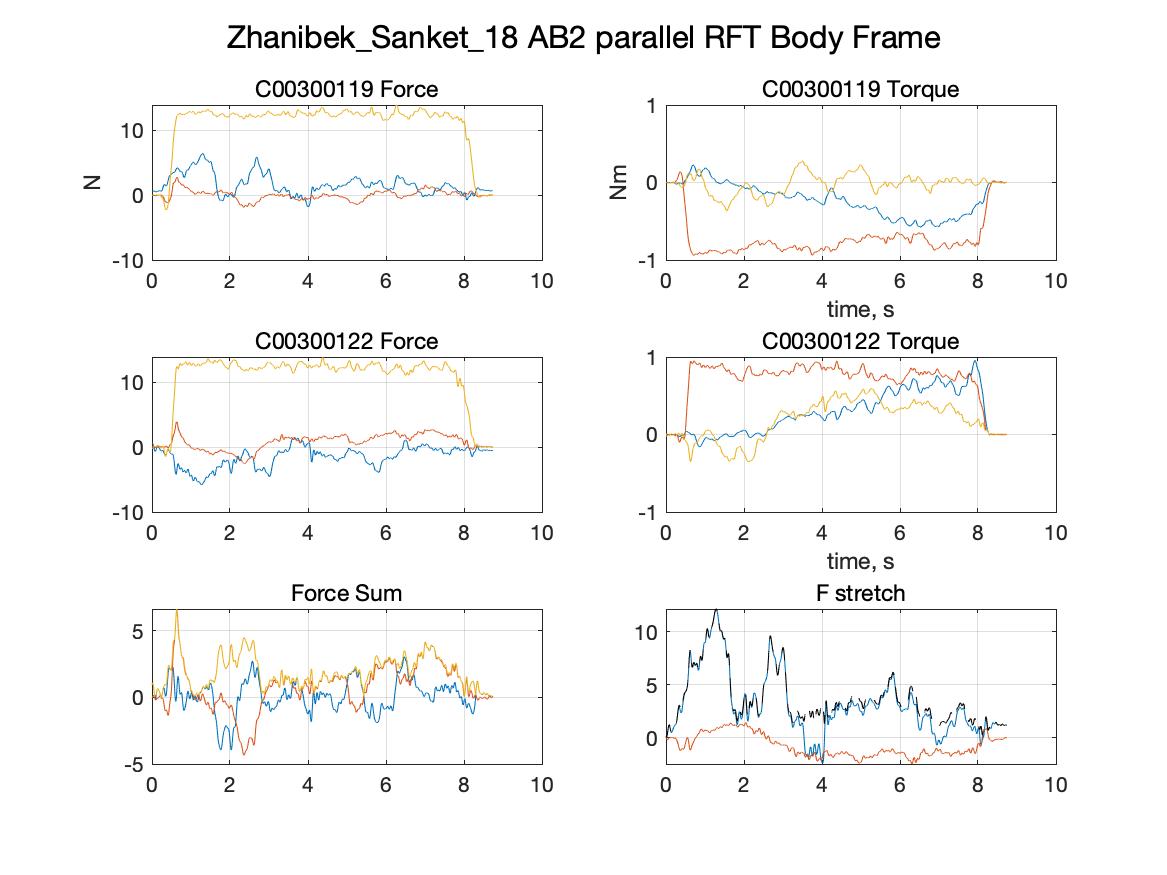 Zhanibek_Sanket_18 AB2 parallel RFT Body Frame
C00300119 Force
N
10
0
-10
0 2 4 6 8 10
C00300119 Torque
Nm
1
0
-1
0 2 4 6 8 10
time, s
C00300122 Force
10
0
-10
0 2 4 6 8 10
C00300122 Torque
1
0
-1
0 2 4 6 8 10
time, s
Force Sum
5
0
-5
0 2 4 6 8 10
F stretch
10
5
0
0 2 4 6 8 10